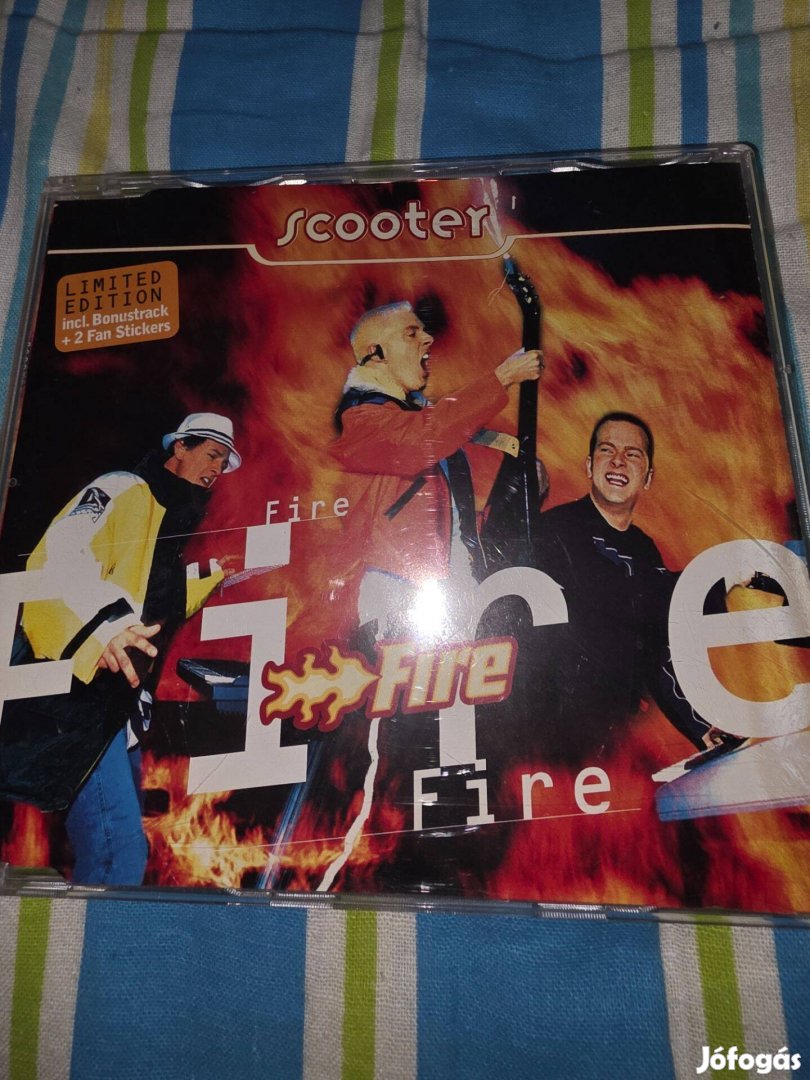 scooter
LIMITED
EDITION
incl. Bonustrack
+ 2 Fan Stickers
Fire
Fire
Fire
Fire
Jófogás